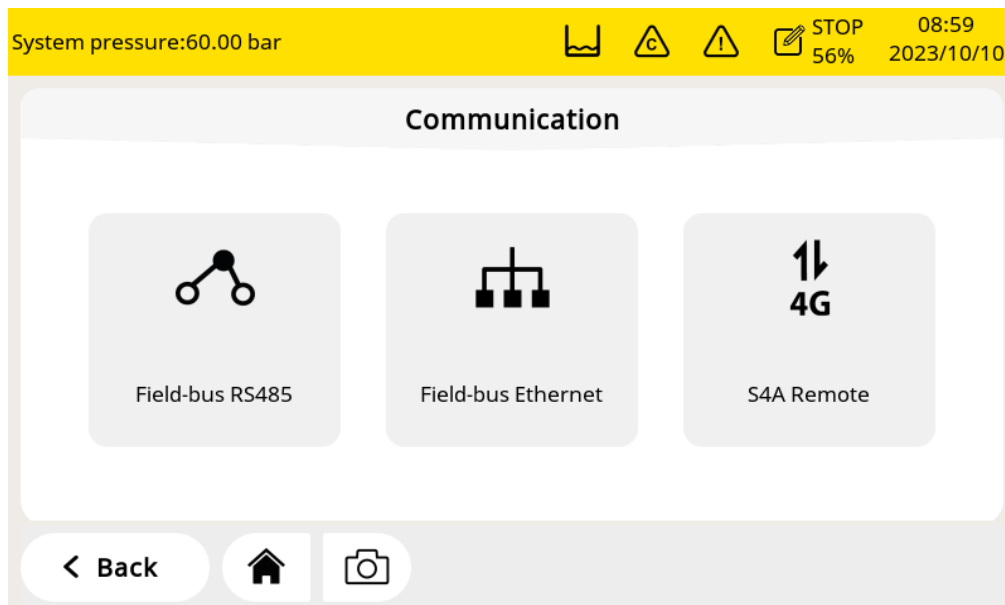 System pressure:60.00 bar
C
!
STOP
56%
08:59
2023/10/10
Communication
4G
Field-bus RS485
Field-bus Ethernet
S4A Remote
Back